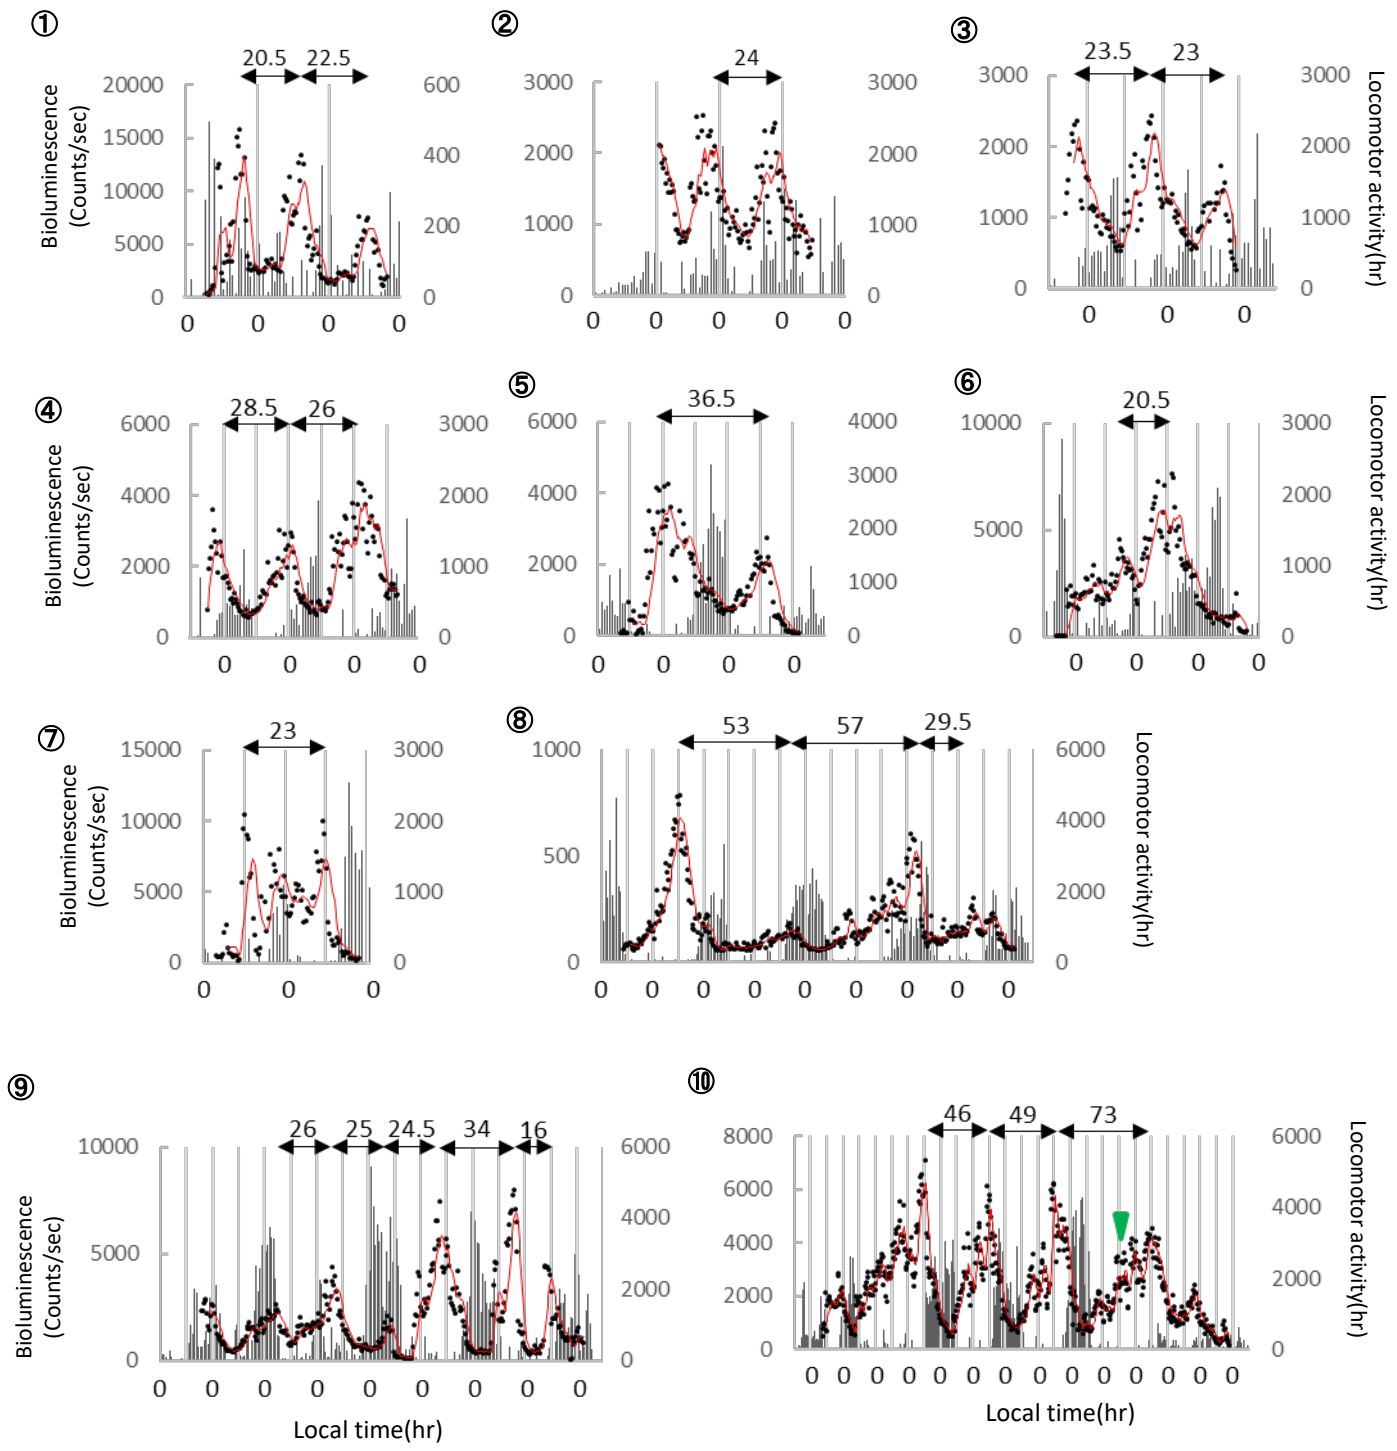 ① ② ③
20.5 22.5 24 23.5 23
20000 15000 10000 5000 0
600 400 200 0
3000 2000 1000 0
3000 2000 1000 0
3000 2000 1000 0
3000 2000 1000 0
Bioluminescence
(Counts/sec)
Locomotor activity(hr)
0 0 0 0
0 0 0 0 0
0 0 0
④ ⑤ ⑥
28.5 26 36.5 20.5
6000 4000 2000 0
3000 2000 1000 0
6000 4000 2000 0
4000 3000 2000 1000 0
10000 5000 0
3000 2000 1000 0
Bioluminescence
(Counts/sec)
Locomotor activity(hr)
0 0 0
0 0 0 0
0 0 0 0
⑦ ⑧
23 53 57 29.5
15000 10000 5000 0
3000 2000 1000 0
1000 500 0
6000 4000 2000 0
Bioluminescence
(Counts/sec)
Locomotor activity(hr)
0 0 0
0 0 0 0 0 0 0 0 0
⑨ ⑩
26 25 24.5 34 16 46 49 73
10000 5000 0
6000 4000 2000 0
8000 6000 4000 2000 0
6000 4000 2000 0
Bioluminescence
(Counts/sec)
Locomotor activity(hr)
0 0 0 0 0 0 0 0 0
0 0 0 0 0 0 0 0 0 0 0 0 0 0
Local time(hr) Local time(hr)